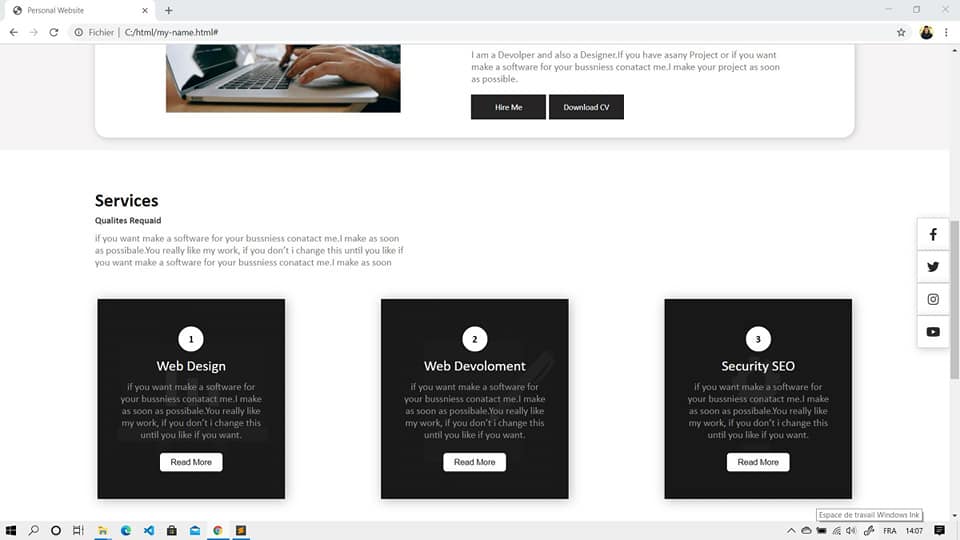 Personal Website
Fichier | C:/html/my-name.html#
I am a Devolper and also a Designer.If you have asany Project or if you want
make a software for your bussniess conatact me.I make your project as soon
as possible.
Hire Me
Download CV
Services
Qualites Requaid
if you want make a software for your bussniess conatact me.I make as soon
as possibale.You really like my work, if you don't i change this until you like if
you want make a software for your bussniess conatact me.I make as soon
1
Web Design
if you want make a software for
your bussniess conatact me.I make
as soon as possibale.You really like
my work, if you don't i change this
until you like if you want.
Read More
2
Web Devoloment
if you want make a software for
your bussniess conatact me.I make
as soon as possibale.You really like
my work, if you don't i change this
until you like if you want.
Read More
3
Security SEO
if you want make a software for
your bussniess conatact me.I make
as soon as possibale.You really like
my work, if you don't i change this
until you like if you want.
Read More
Espace de travail Windows Ink
FRA
14:07